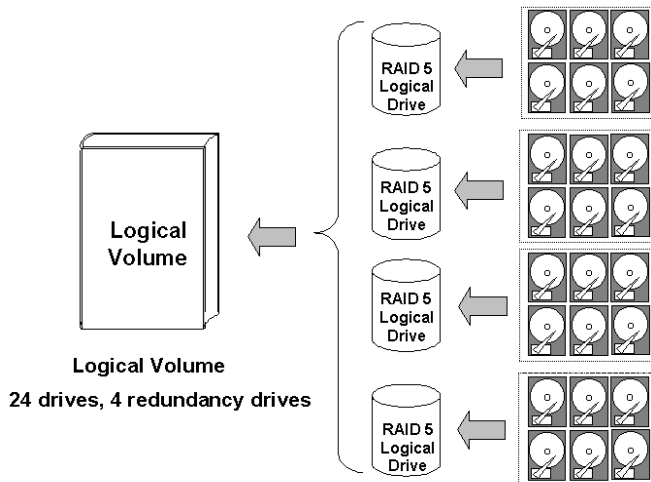 RAID 5
Logical
Drive
RAID 5
Logical
Drive
Logical
Volume
RAID 5
Logical
Drive
Logical Volume
24 drives, 4 redundancy drives
RAID 5
Logical
Drive